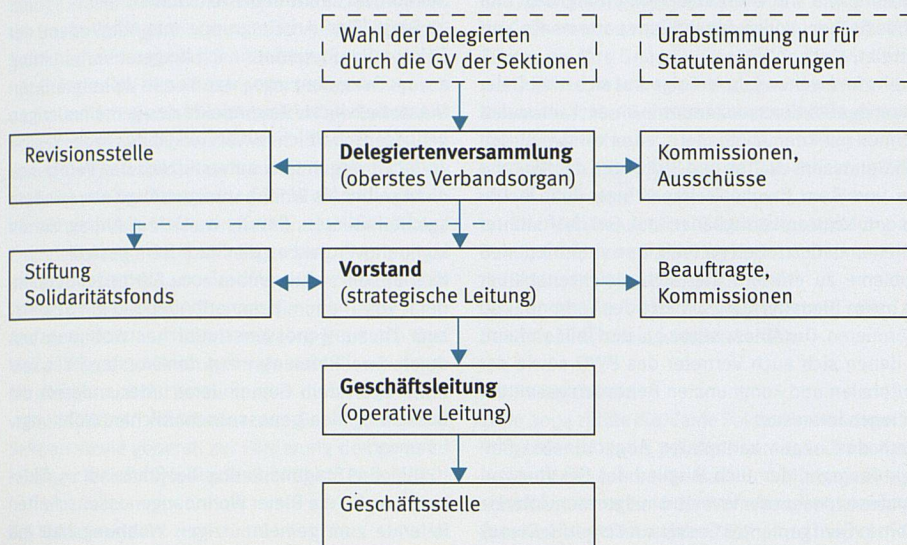 Wahl der Delegierten
durch die GV der Sektionen
Urabstimmung nur für
Statutenänderungen
Revisionsstelle
Delegiertenversammlung
(oberstes Verbandsorgan)
Kommissionen,
Ausschüsse
Stiftung
Solidaritätsfonds
Vorstand
(strategische Leitung)
Beauftragte,
Kommissionen
Geschäftsleitung
(operative Leitung)
Geschäftsstelle